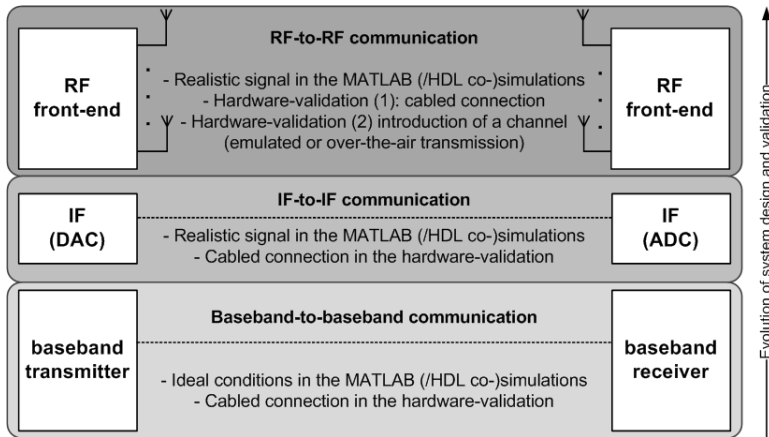 RF-to-RF communication
RF
front-end
- Realistic signal in the MATLAB (/HDL co-)simulations
- Hardware-validation (1): cabled connection
- Hardware-validation (2) introduction of a channel
(emulated or over-the-air transmission)
RF
front-end
IF-to-IF communication
IF
(DAC)
- Realistic signal in the MATLAB (/HDL co-)simulations
- Cabled connection in the hardware-validation
IF
(ADC)
Baseband-to-baseband communication
baseband
transmitter
- Ideal conditions in the MATLAB (/HDL co-)simulations
- Cabled connection in the hardware-validation
baseband
receiver
Evolution of system design and validation